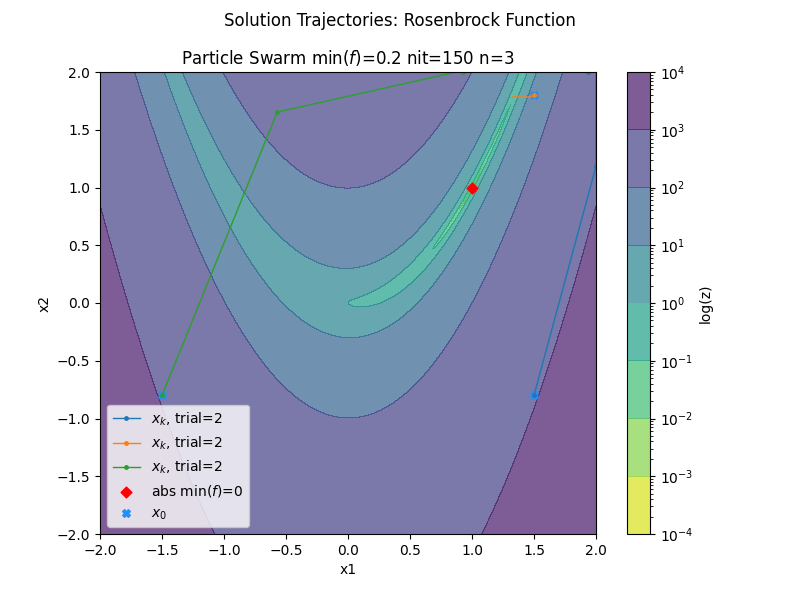 Solution Trajectories: Rosenbrock Function
Particle Swarm min(f)=0.2 nit=150 n=3
2.0
1.5
1.0
0.5
0.0
−0.5
−1.0
−1.5
−2.0
x2
−2.0 −1.5 −1.0 −0.5 0.0 0.5 1.0 1.5 2.0
x1
x_k, trial=2
x_k, trial=2
x_k, trial=2
abs min(f)=0
x_0
10^4
10^3
10^2
10^1
10^0
10^−1
10^−2
10^−3
10^−4
log(z)